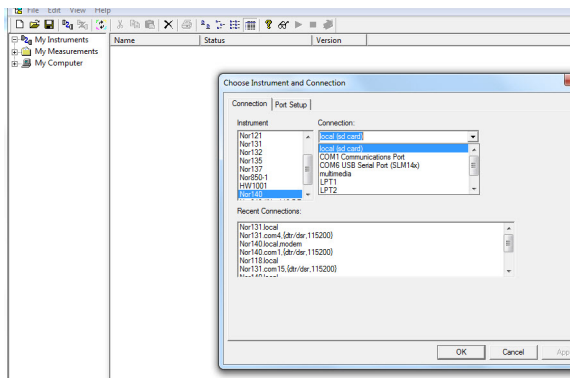 File Edit View Help
My Instruments
My Measurements
My Computer
Name Status Version
Choose Instrument and Connection
Connection Port Setup
Instrument
Nor121
Nor131
Nor132
Nor135
Nor137
Nor850-1
HW1001
Nor140
Connection:
local (sd card)
local (sd card)
COM1 Communications Port
COM6 USB Serial Port (SLM14x)
multimedia
LPT1
LPT2
Recent Connections:
Nor131.local
Nor131.com4,{dtr/dsr,115200}
Nor140.local,modem
Nor140.com1,{dtr/dsr,115200}
Nor118.local
Nor131.com15,{dtr/dsr,115200}
Nor140.local
OK Cancel App